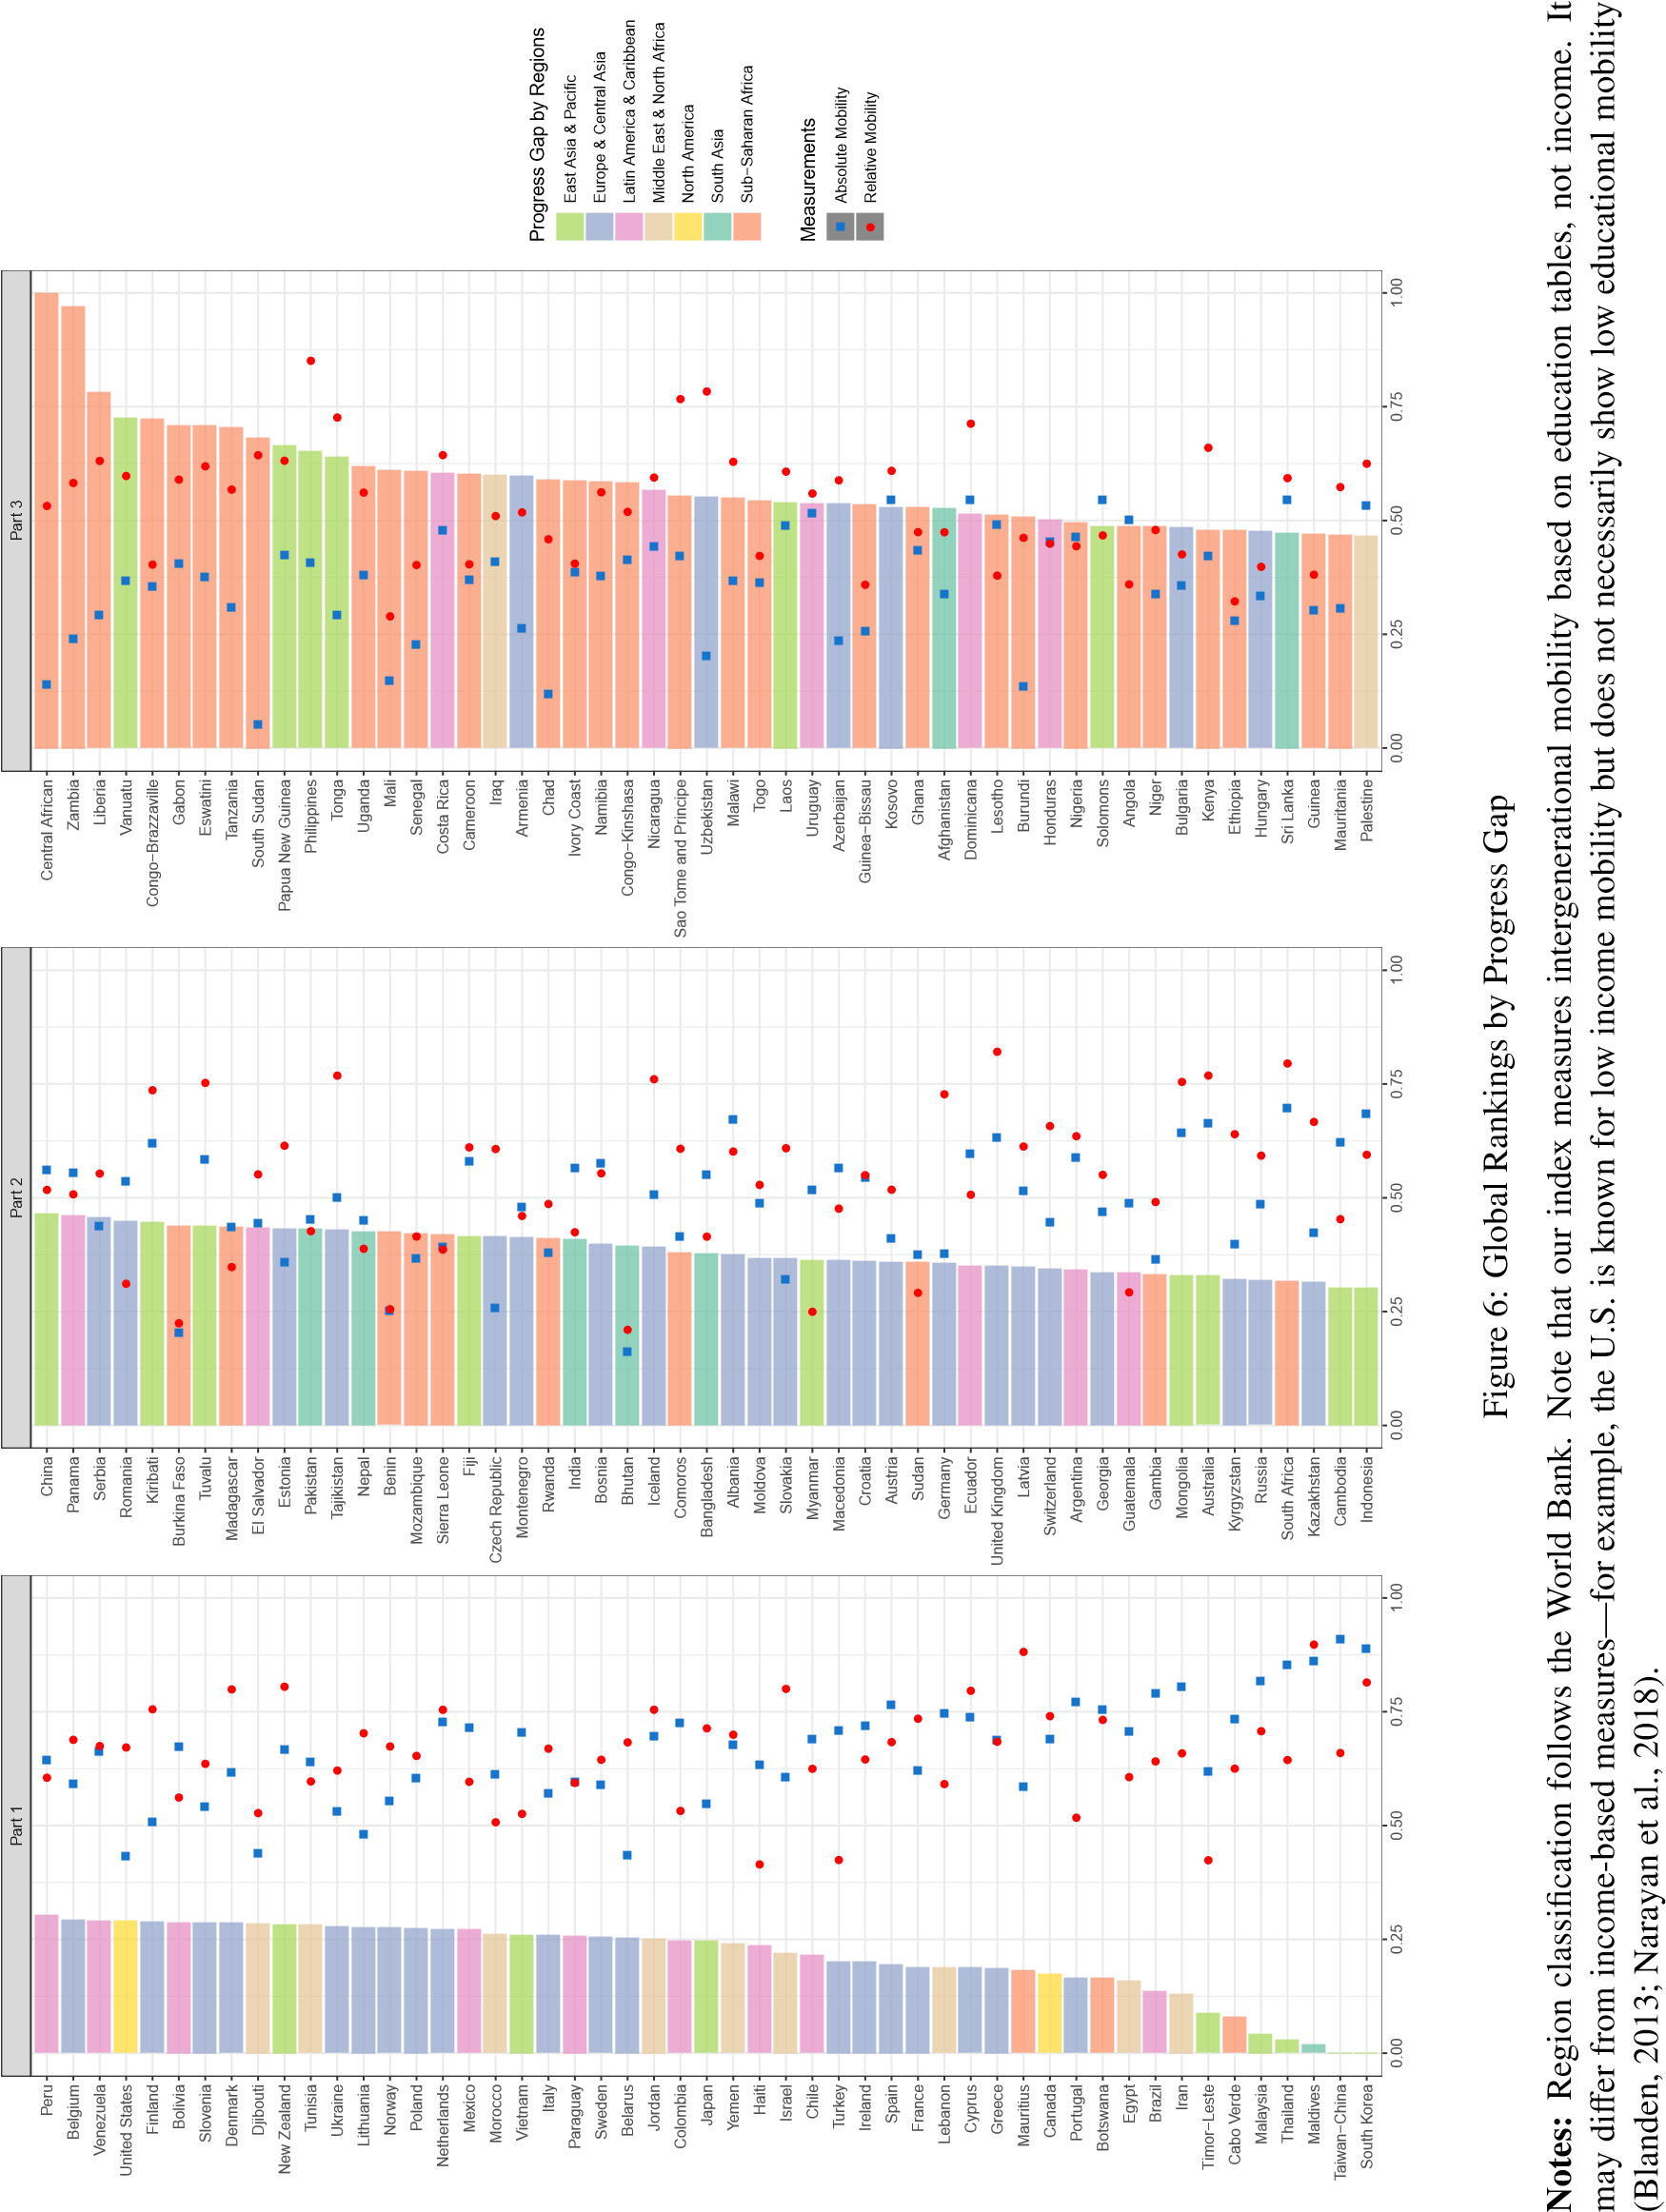 Part 1
Peru
Belgium
Venezuela
United States
Finland
Bolivia
Slovenia
Denmark
Djibouti
New Zealand
Tunisia
Ukraine
Lithuania
Norway
Poland
Netherlands
Mexico
Morocco
Vietnam
Italy
Paraguay
Sweden
Belarus
Jordan
Colombia
Japan
Yemen
Haiti
Israel
Chile
Turkey
Ireland
Spain
France
Lebanon
Cyprus
Greece
Mauritius
Canada
Portugal
Botswana
Egypt
Brazil
Iran
Timor−Leste
Cabo Verde
Malaysia
Thailand
Maldives
Taiwan−China
South Korea
0.00 0.25 0.50 0.75 1.00
Part 2
China
Panama
Serbia
Romania
Kiribati
Burkina Faso
Tuvalu
Madagascar
El Salvador
Estonia
Pakistan
Tajikistan
Nepal
Benin
Mozambique
Sierra Leone
Fiji
Czech Republic
Montenegro
Rwanda
India
Bosnia
Bhutan
Iceland
Comoros
Bangladesh
Albania
Moldova
Slovakia
Myanmar
Macedonia
Croatia
Austria
Sudan
Germany
Ecuador
United Kingdom
Latvia
Switzerland
Argentina
Georgia
Guatemala
Gambia
Mongolia
Australia
Kyrgyzstan
Russia
South Africa
Kazakhstan
Cambodia
Indonesia
0.00 0.25 0.50 0.75 1.00
Part 3
Central African
Zambia
Liberia
Vanuatu
Congo−Brazzaville
Gabon
Eswatini
Tanzania
South Sudan
Papua New Guinea
Philippines
Tonga
Uganda
Mali
Senegal
Costa Rica
Cameroon
Iraq
Armenia
Chad
Ivory Coast
Namibia
Congo−Kinshasa
Nicaragua
Sao Tome and Principe
Uzbekistan
Malawi
Togo
Laos
Uruguay
Azerbaijan
Guinea−Bissau
Kosovo
Ghana
Afghanistan
Dominicana
Lesotho
Burundi
Honduras
Nigeria
Solomons
Angola
Niger
Bulgaria
Kenya
Ethiopia
Hungary
Sri Lanka
Guinea
Mauritania
Palestine
0.00 0.25 0.50 0.75 1.00
Progress Gap by Regions
East Asia & Pacific
Europe & Central Asia
Latin America & Caribbean
Middle East & North Africa
North America
South Asia
Sub−Saharan Africa
Measurements
Absolute Mobility
Relative Mobility
Figure 6: Global Rankings by Progress Gap
Notes: Region classification follows the World Bank. Note that our index measures intergenerational mobility based on education tables, not income. It
may differ from income-based measures—for example, the U.S. is known for low income mobility but does not necessarily show low educational mobility
(Blanden, 2013; Narayan et al., 2018).